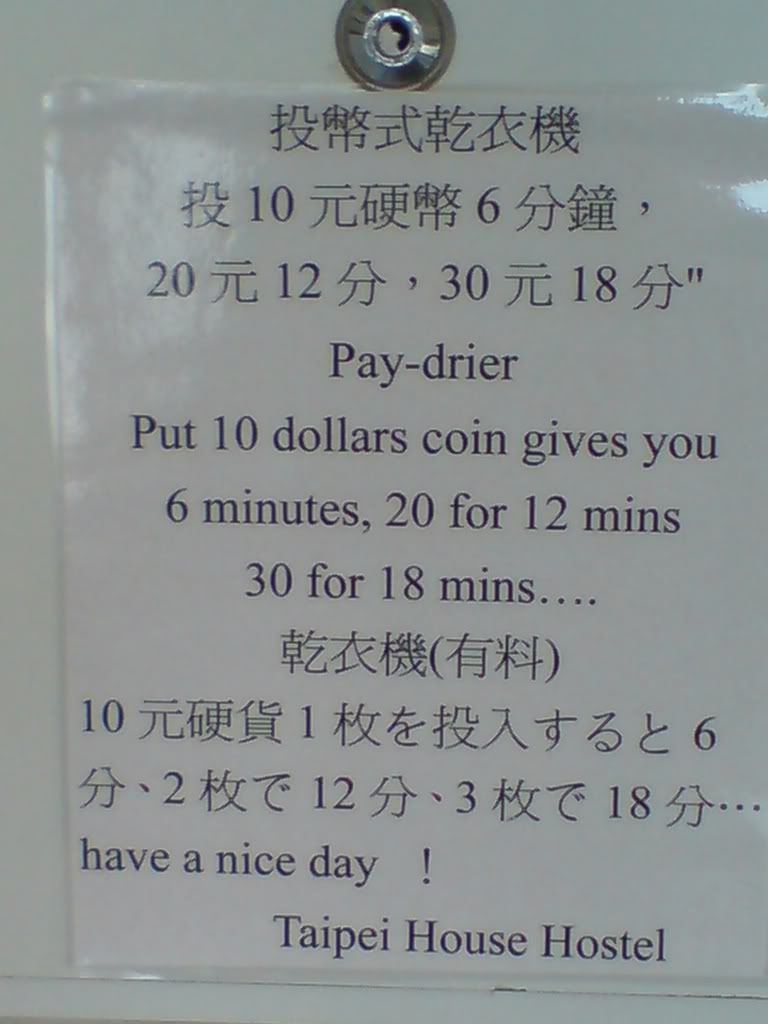 投幣式乾衣機
投 10 元硬幣 6 分鐘，
20 元 12 分，30 元 18 分"
Pay-drier
Put 10 dollars coin gives you
6 minutes, 20 for 12 mins
30 for 18 mins….
乾衣機(有料)
10 元硬貨 1 枚を投入すると 6
分、2 枚で 12 分、3 枚で 18 分…
have a nice day ！
Taipei House Hostel